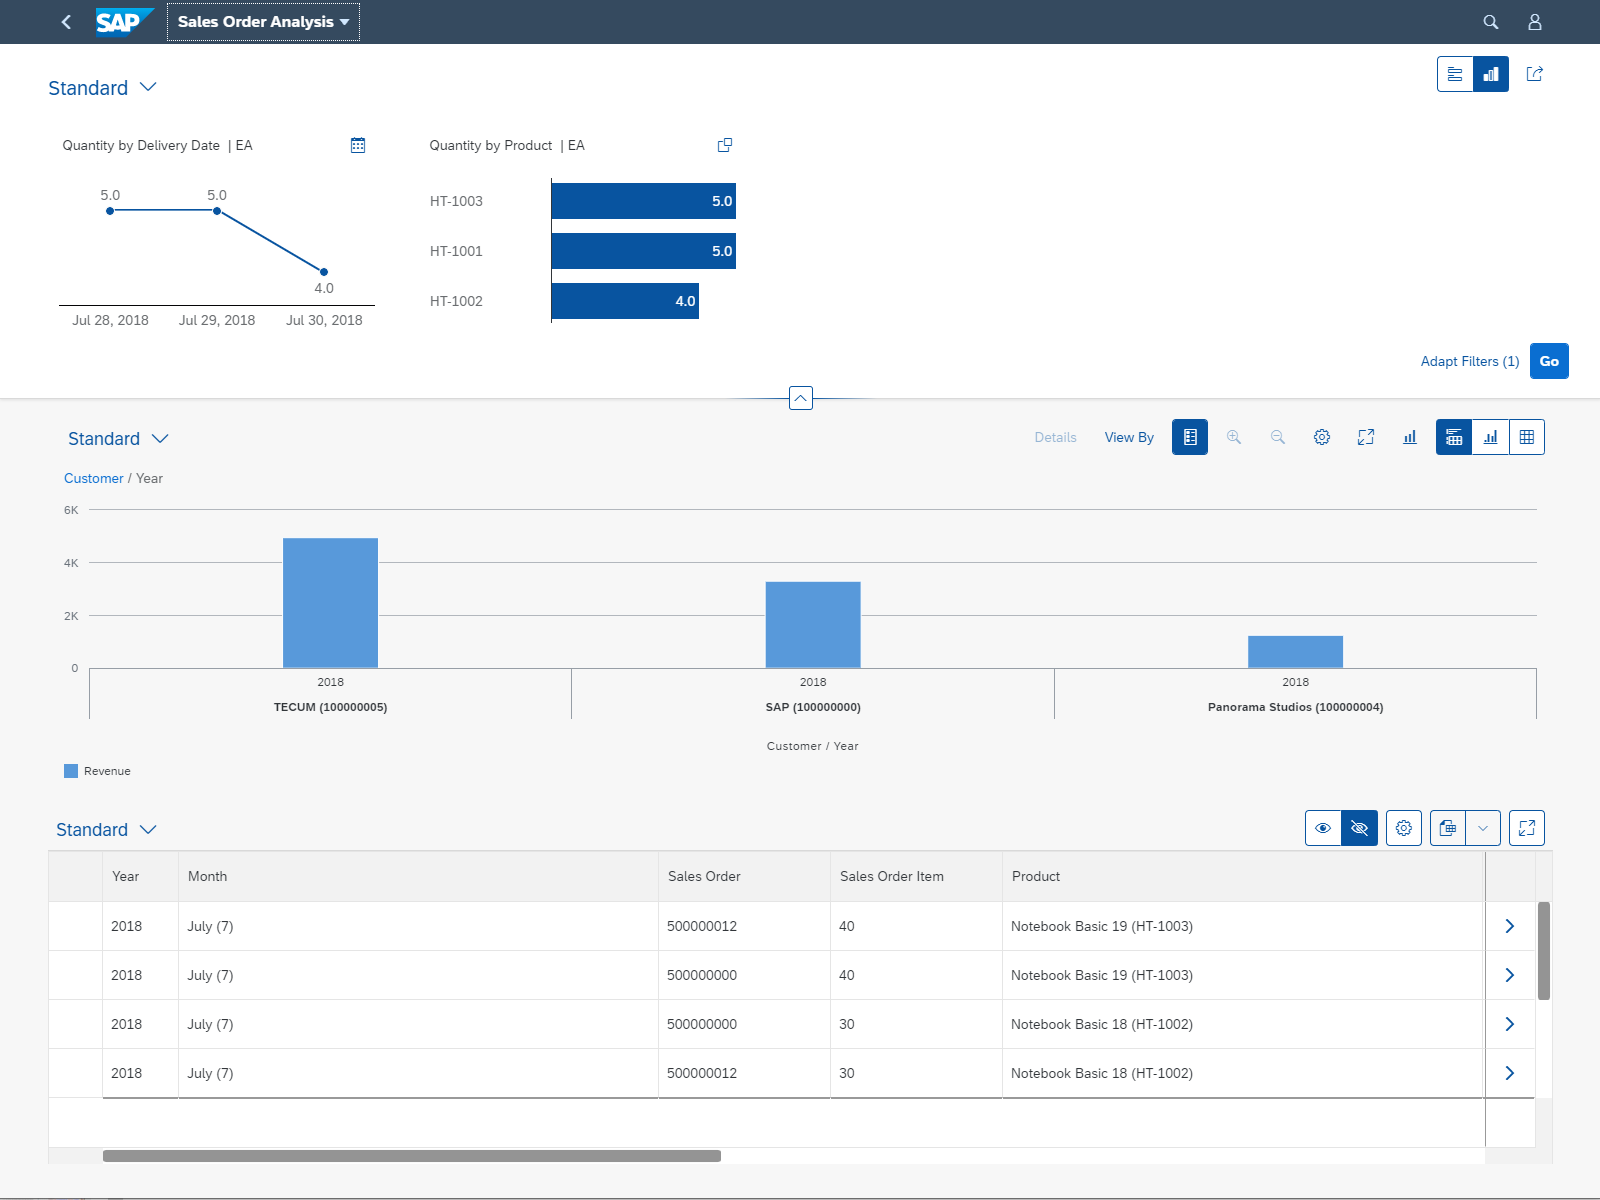 SAP Sales Order Analysis
Standard
Quantity by Delivery Date | EA
5.0 5.0
4.0
Jul 28, 2018 Jul 29, 2018 Jul 30, 2018
Quantity by Product | EA
HT-1003 5.0
HT-1001 5.0
HT-1002 4.0
Adapt Filters (1) Go
Standard Details View By
Customer / Year
6K
4K
2K
0
2018 2018 2018
TECUM (100000005) SAP (100000000) Panorama Studios (100000004)
Customer / Year
Revenue
Standard
Year Month Sales Order Sales Order Item Product
2018 July (7) 500000012 40 Notebook Basic 19 (HT-1003)
2018 July (7) 500000000 40 Notebook Basic 19 (HT-1003)
2018 July (7) 500000000 30 Notebook Basic 18 (HT-1002)
2018 July (7) 500000012 30 Notebook Basic 18 (HT-1002)